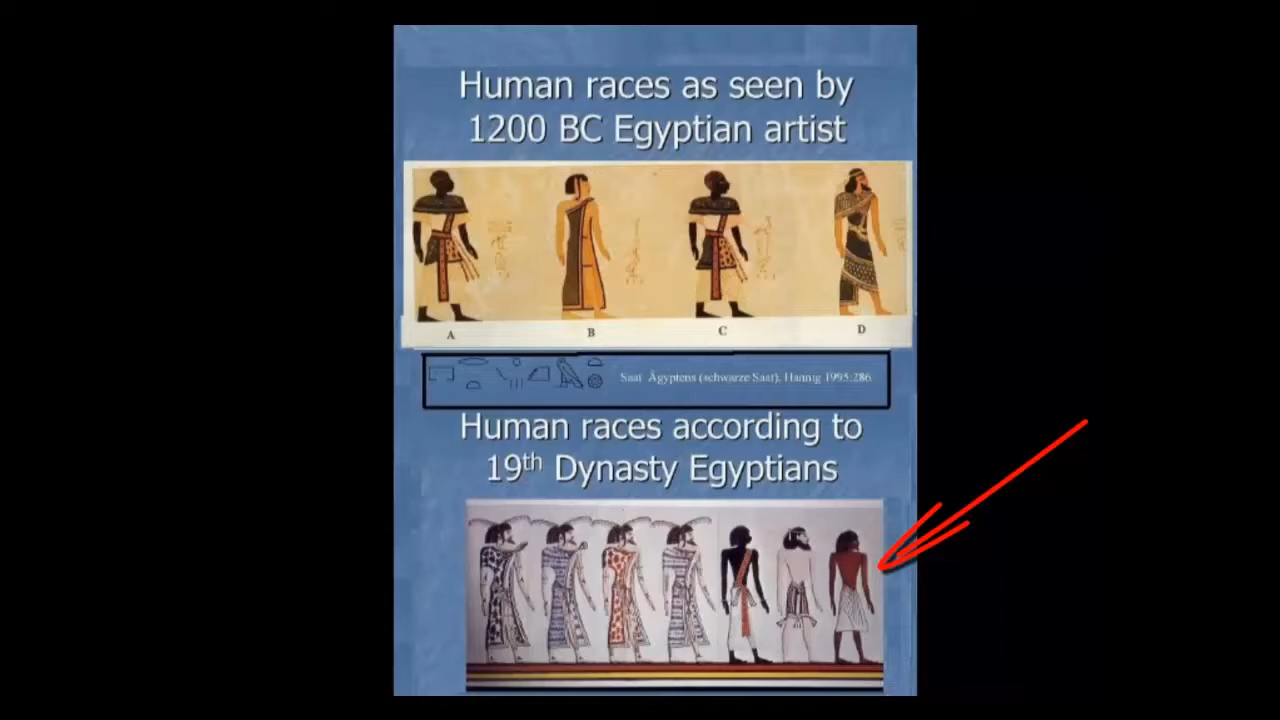 Human races as seen by
1200 BC Egyptian artist
A B C D
Saat Ägyptens (schwarze Saat), Hannig 1995:286.
Human races according to
19th Dynasty Egyptians